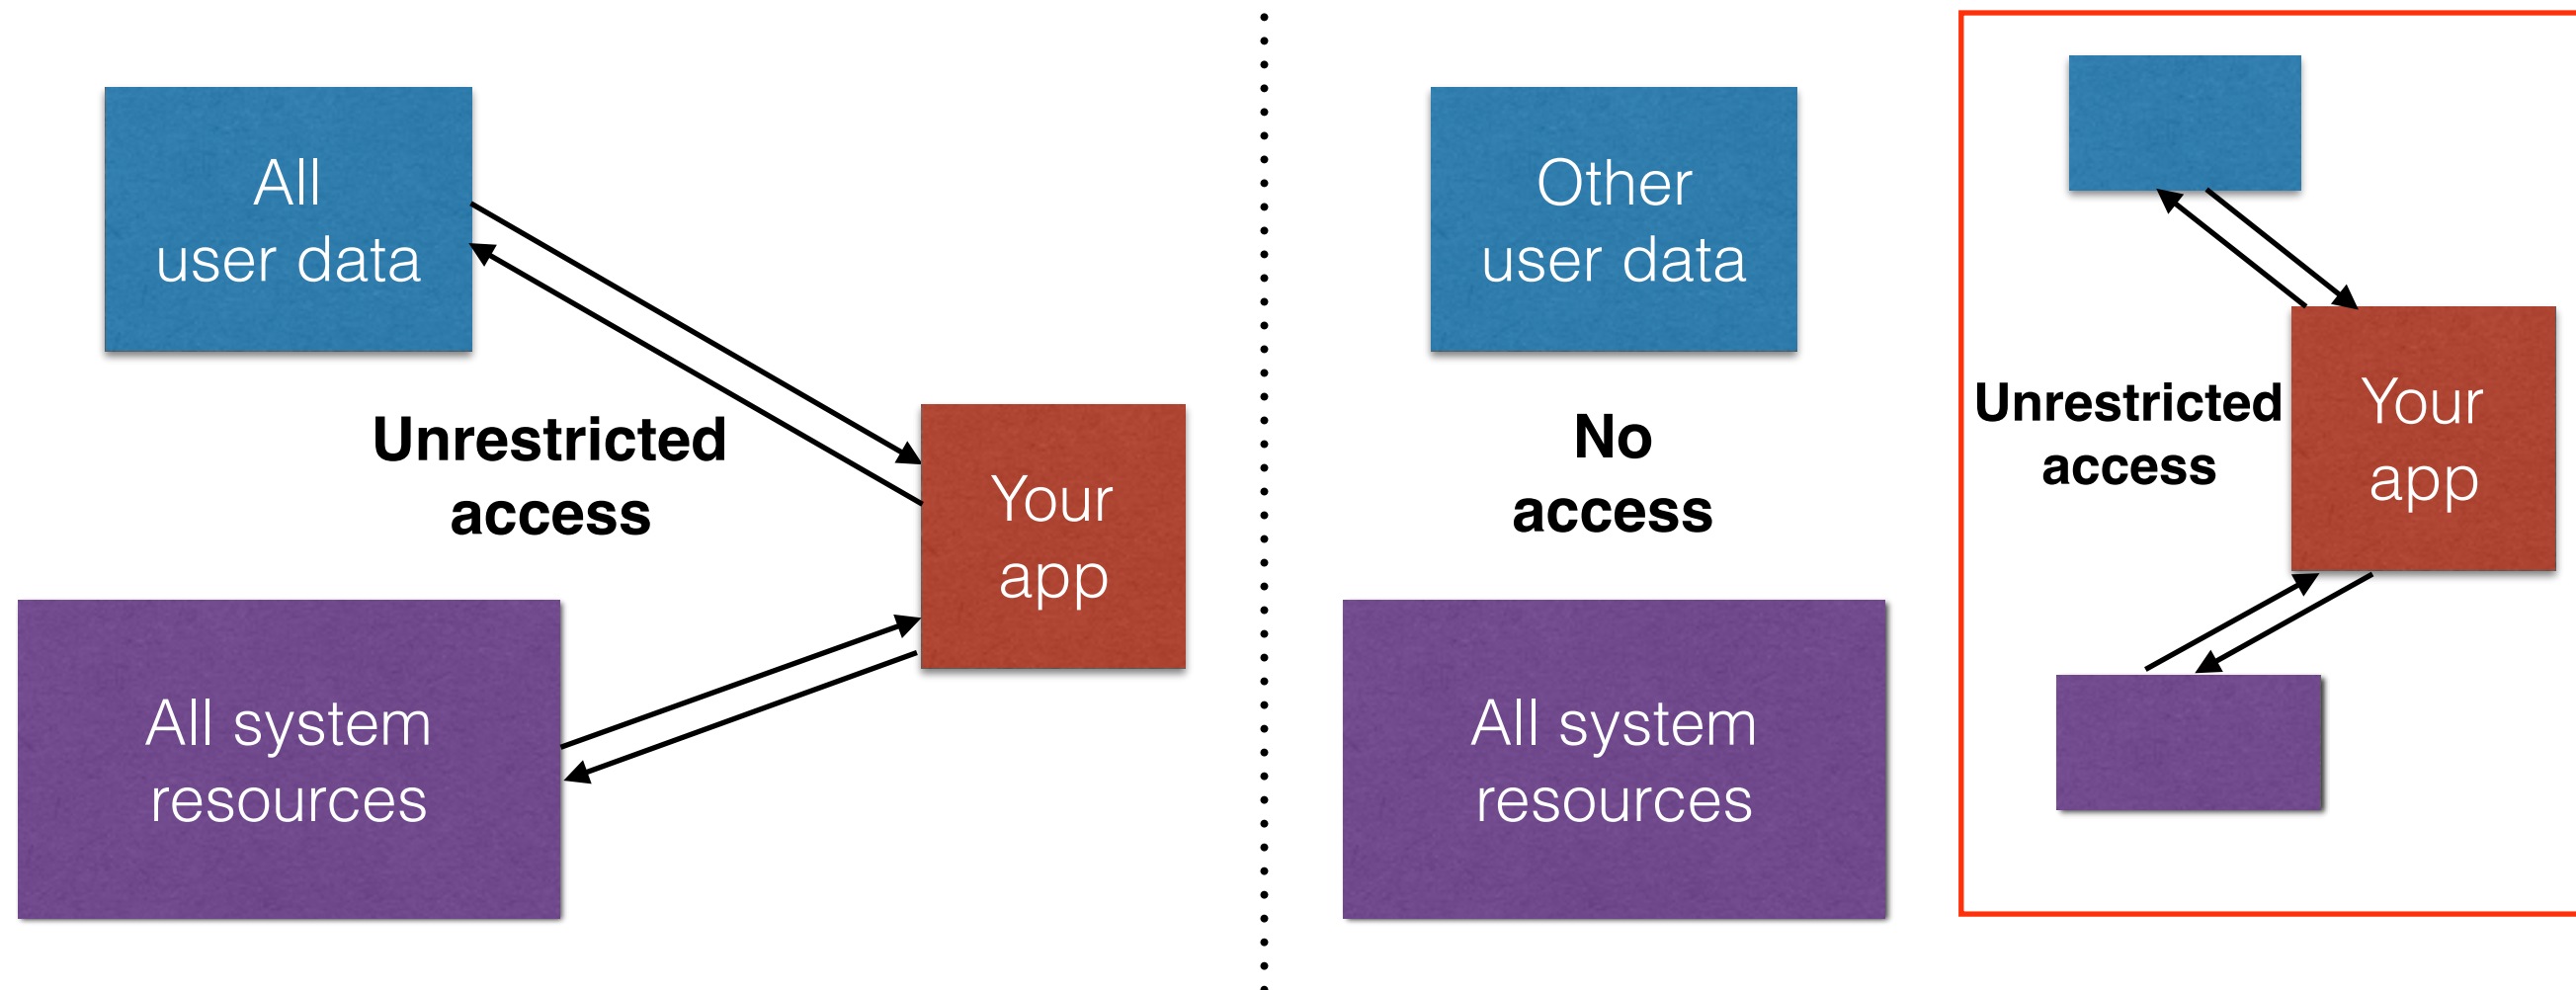 All
user data
Unrestricted
access
Your
app
All system
resources
Other
user data
No
access
All system
resources
Unrestricted
access
Your
app